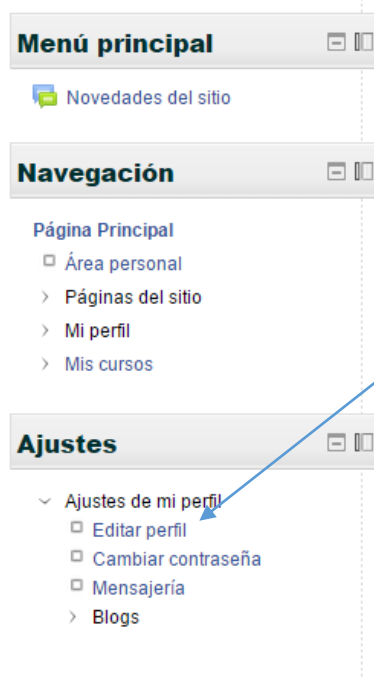 Menú principal
Novedades del sitio
Navegación
Página Principal
Área personal
Páginas del sitio
Mi perfil
Mis cursos
Ajustes
Ajustes de mi perfil
Editar perfil
Cambiar contraseña
Mensajería
Blogs